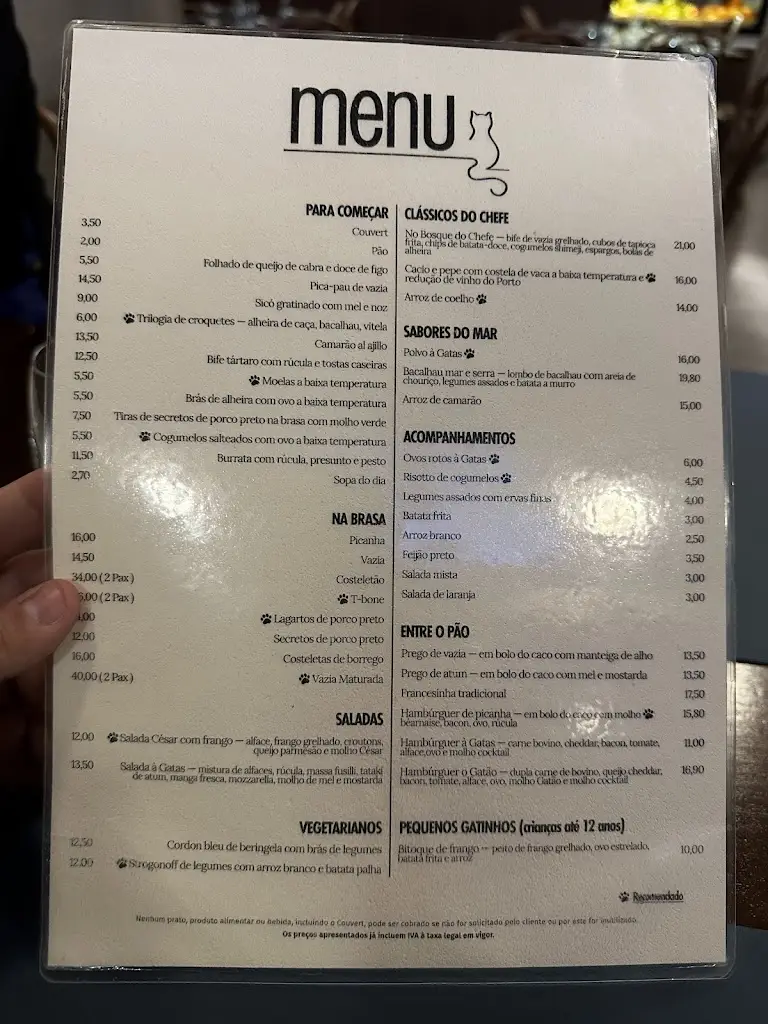 menu
PARA COMEÇAR
3,50 Couvert
2,00 Pão
5,50 Folhado de queijo de cabra e doce de figo
14,50 Pica-pau de vazia
9,00 Sicó gratinado com mel e noz
6,00 Trilogia de croquetes — alheira de caça, bacalhau, vitela
13,50 Camarão al ajillo
12,50 Bife tártaro com rúcula e tostas caseiras
5,50 Moelas a baixa temperatura
5,50 Brás de alheira com ovo a baixa temperatura
7,50 Tiras de secretos de porco preto na brasa com molho verde
5,50 Cogumelos salteados com ovo a baixa temperatura
11,50 Burrata com rúcula, presunto e pesto
2,70 Sopa do dia
NA BRASA
16,00 Picanha
14,50 Vazia
34,00 (2 Pax) Costeletão
(2 Pax) T-bone
Lagartos de porco preto
12,00 Secretos de porco preto
16,00 Costeletas de borrego
40,00 (2 Pax) Vazia Maturada
SALADAS
12,00 Salada César com frango — alface, frango grelhado, croutons,
queijo parmesão e molho César
13,50 Salada à Gatas — mistura de alfaces, rúcula, massa fusilli, tataki
de atum, manga fresca, mozzarella, molho de mel e mostarda
VEGETARIANOS
12,50 Cordon bleu de beringela com brás de legumes
12,00 Strogonoff de legumes com arroz branco e batata palha
CLÁSSICOS DO CHEFE
No Bosque do Chefe — bife de vazia grelhado, cubos de tapioca 21,00
frita, chips de batata-doce, cogumelos shimeji, espargos, bolas de
alheira
Cacio e pepe com costela de vaca a baixa temperatura e 16,00
redução de vinho do Porto
Arroz de coelho 14,00
SABORES DO MAR
Polvo à Gatas 16,00
Bacalhau mar e serra — lombo de bacalhau com areia de 19,80
chouriço, legumes assados e batata a murro
Arroz de camarão 15,00
ACOMPANHAMENTOS
Ovos rotos à Gatas 6,00
Risotto de cogumelos 4,50
Legumes assados com ervas finas 4,00
Batata frita 3,00
Arroz branco 2,50
Feijão preto 3,50
Salada mista 3,00
Salada de laranja 3,00
ENTRE O PÃO
Prego de vazia — em bolo do caco com manteiga de alho 13,50
Prego de atum — em bolo do caco com mel e mostarda 13,50
Francesinha tradicional 17,50
Hambúrguer de picanha — em bolo do caco com molho 15,80
béarnaise, bacon, ovo, rúcula
Hambúrguer à Gatas — carne bovino, cheddar, bacon, tomate, 11,00
alface,ovo e molho cocktail
Hambúrguer o Gatão — dupla carne de bovino, queijo cheddar, 16,90
bacon, tomate, alface, ovo, molho Gatão e molho cocktail
PEQUENOS GATINHOS (crianças até 12 anos)
Bitoque de frango — peito de frango grelhado, ovo estrelado, 10,00
batata frita e arroz
Recomendado
Nenhum prato, produto alimentar ou bebida, incluindo o Couvert, pode ser cobrado se não for solicitado pelo cliente ou por este for inutilizado.
Os preços apresentados já incluem IVA à taxa legal em vigor.